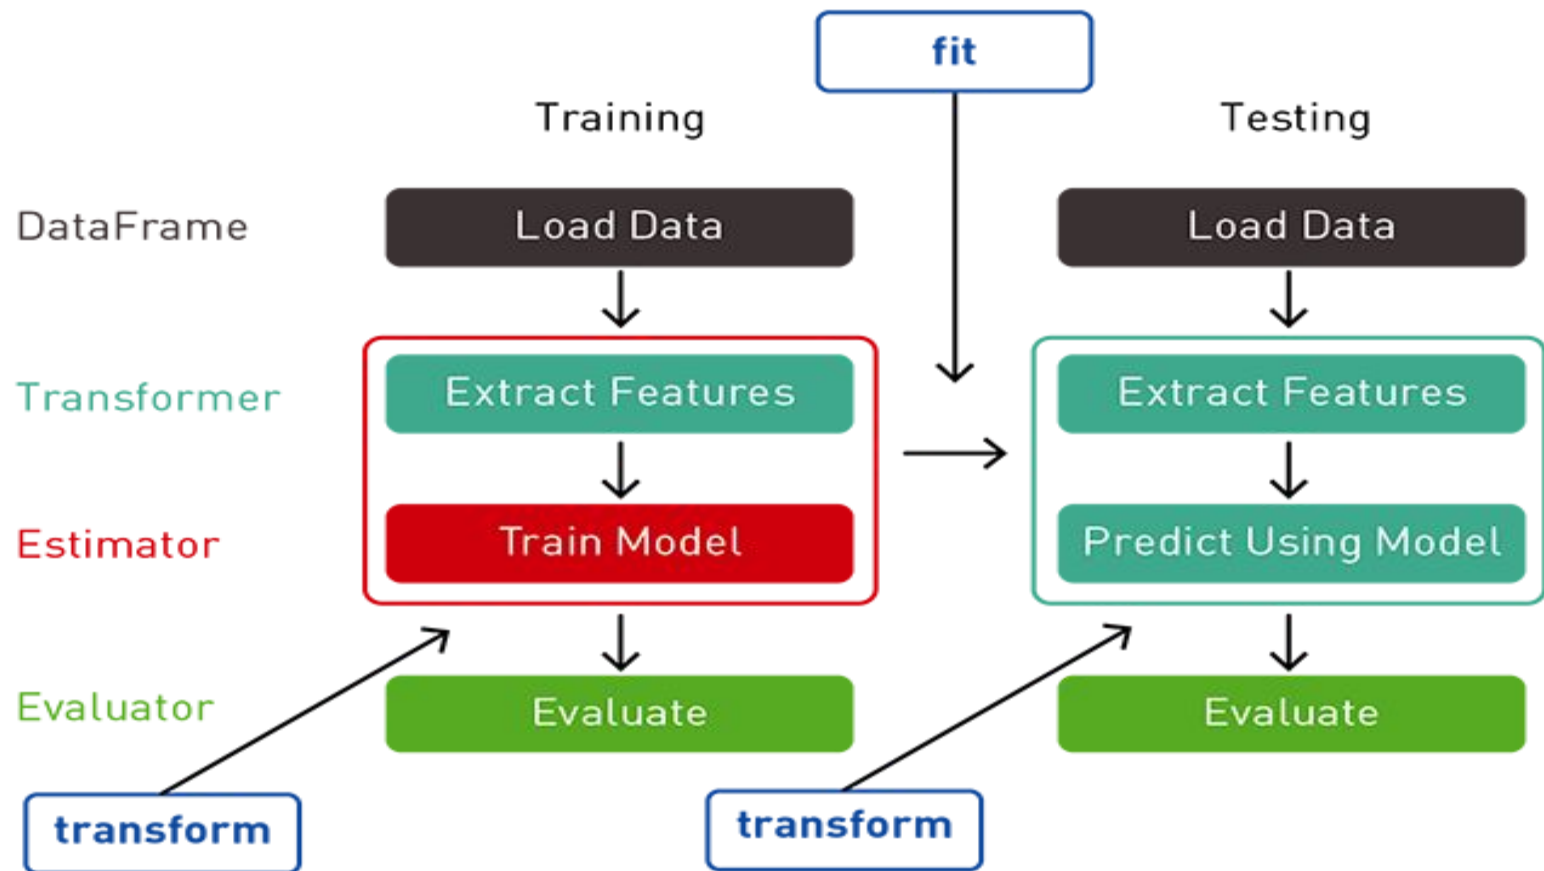 fit
Training
Testing
DataFrame
Load Data
Load Data
Transformer
Extract Features
Extract Features
Estimator
Train Model
Predict Using Model
Evaluator
Evaluate
Evaluate
transform
transform